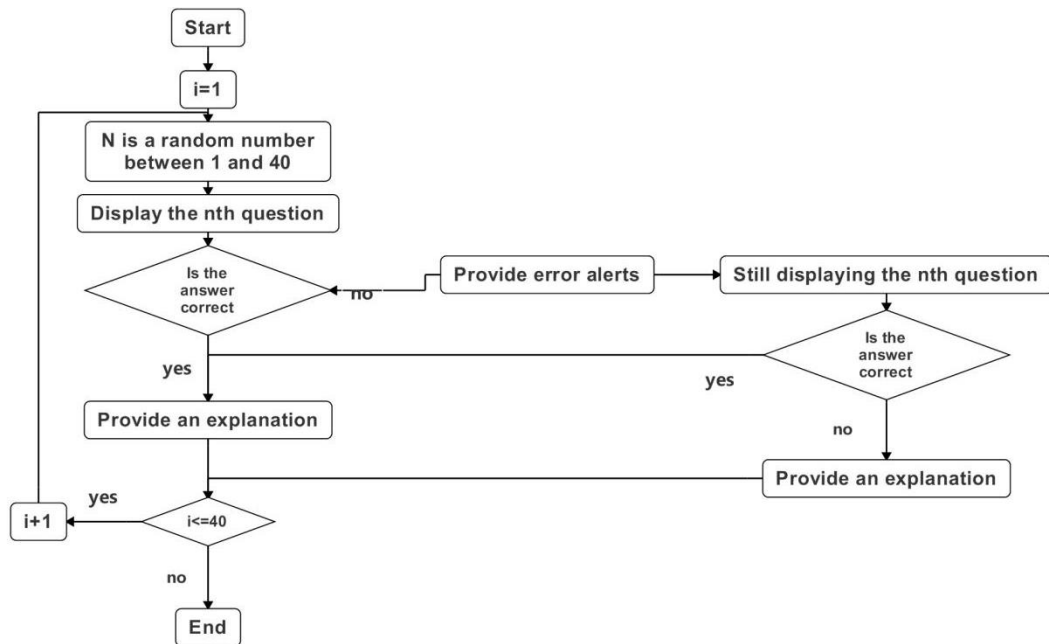 Start
i=1
N is a random number
between 1 and 40
Display the nth question
Is the
answer
correct
no
Provide error alerts
Still displaying the nth question
Is the
answer
correct
yes
yes
Provide an explanation
no
Provide an explanation
yes
i+1
i<=40
no
End